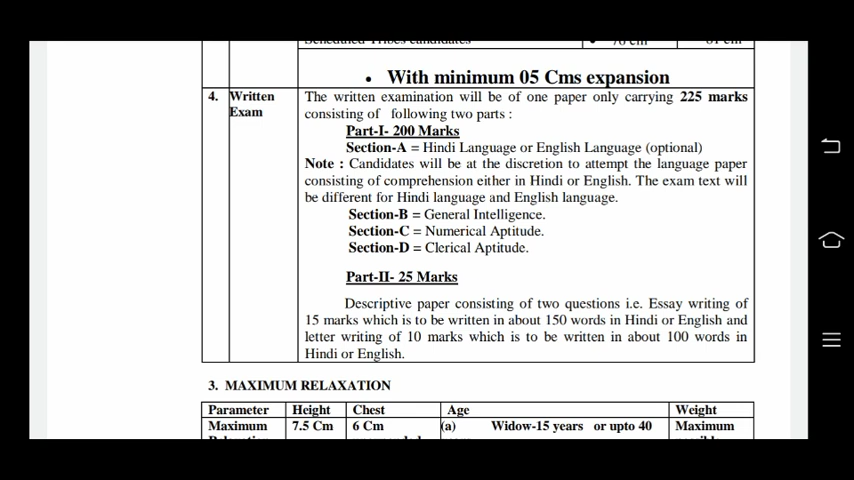 Scheduled Tribes candidates • 76 cm 81 cm
• With minimum 05 Cms expansion
4. Written Exam
The written examination will be of one paper only carrying 225 marks
consisting of following two parts :
Part-I- 200 Marks
Section-A = Hindi Language or English Language (optional)
Note : Candidates will be at the discretion to attempt the language paper
consisting of comprehension either in Hindi or English. The exam text will
be different for Hindi language and English language.
Section-B = General Intelligence.
Section-C = Numerical Aptitude.
Section-D = Clerical Aptitude.
Part-II- 25 Marks
Descriptive paper consisting of two questions i.e. Essay writing of
15 marks which is to be written in about 150 words in Hindi or English and
letter writing of 10 marks which is to be written in about 100 words in
Hindi or English.
3. MAXIMUM RELAXATION
Parameter Height Chest Age Weight
Maximum 7.5 Cm 6 Cm (a) Widow-15 years or upto 40 Maximum